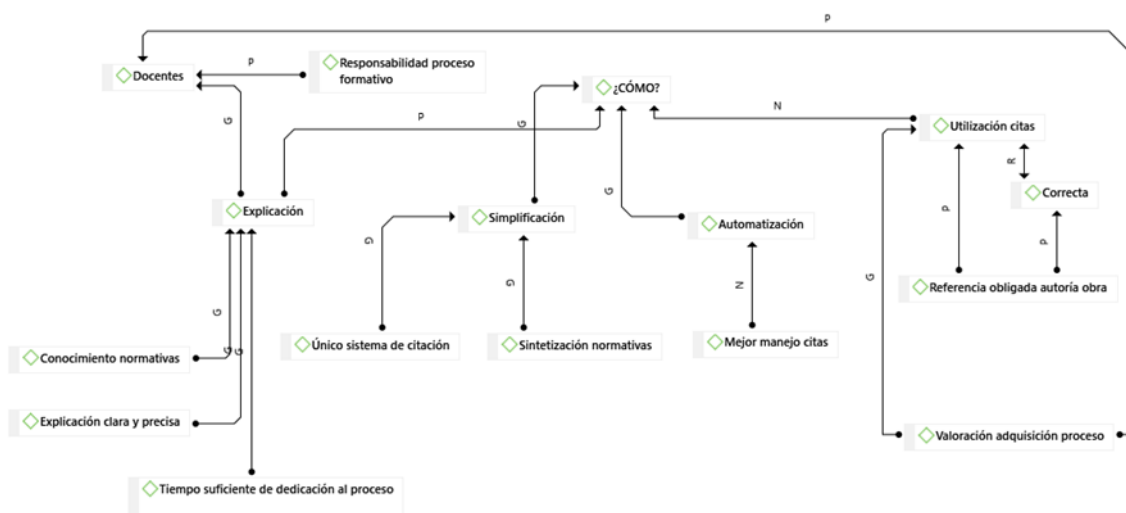 P
Docentes
P
Responsabilidad proceso
formativo
¿CÓMO?
N
Utilización citas
G
P
G
R
Correcta
Explicación
Simplificación
G
Automatización
P
P
G
G
G
N
Referencia obligada autoría obra
G
Único sistema de citación
Sintetización normativas
Mejor manejo citas
G
G
Conocimiento normativas
Explicación clara y precisa
Valoración adquisición proceso
Tiempo suficiente de dedicación al proceso